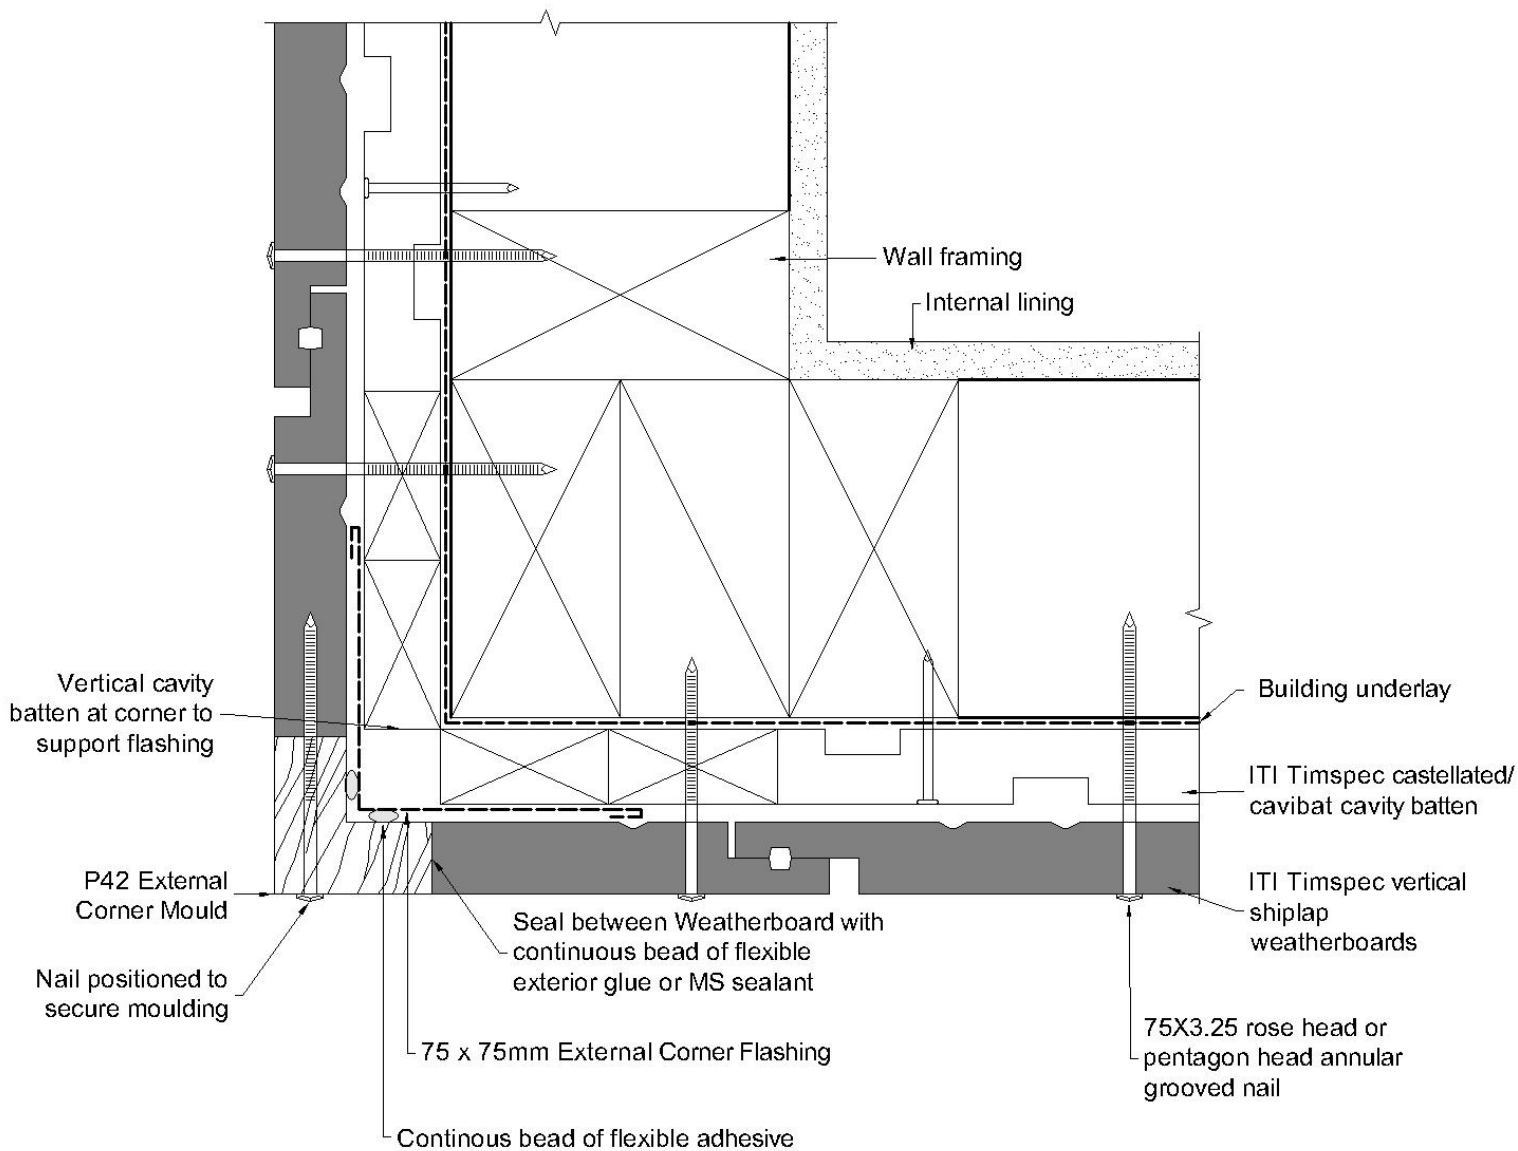 Wall framing
Internal lining
Vertical cavity
batten at corner to
support flashing
Building underlay
ITI Timspec castellated/
cavibat cavity batten
P42 External
Corner Mould
ITI Timspec vertical
shiplap
weatherboards
Seal between Weatherboard with
continuous bead of flexible
exterior glue or MS sealant
Nail positioned to
secure moulding
75 x 75mm External Corner Flashing
75X3.25 rose head or
pentagon head annular
grooved nail
Continous bead of flexible adhesive